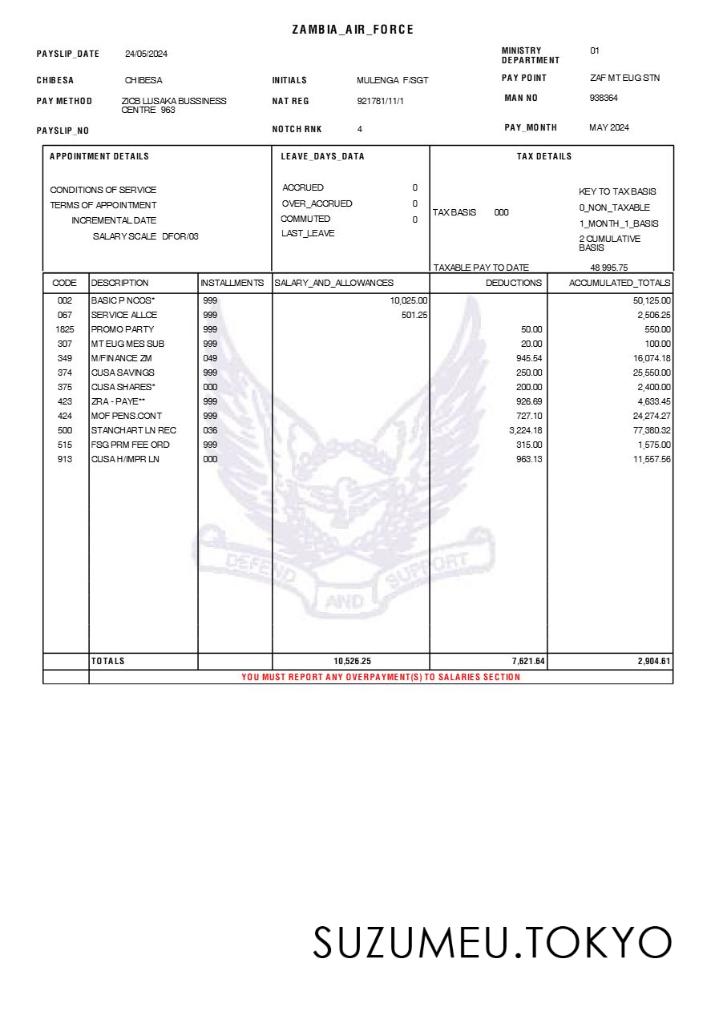 ZAMBIA_AIR_FORCE
PAYSLIP_DATE 24/05/2024 MINISTRY DEPARTMENT 01
CHIBESA CHIBESA INITIALS MULENGA F/SGT PAY POINT ZAF MT EUG STN
PAY METHOD ZICB LUSAKA BUSSINESS CENTRE 963 NAT REG 921781/11/1 MAN NO 938364
PAYSLIP_NO NOTCH RNK 4 PAY_MONTH MAY 2024
APPOINTMENT DETAILS LEAVE_DAYS_DATA TAX DETAILS
CONDITIONS OF SERVICE ACCRUED 0 KEY TO TAX BASIS
TERMS OF APPOINTMENT OVER_ACCRUED 0 TAX BASIS 000 0_NON_TAXABLE
INCREMENTAL DATE COMMUTED 0 1_MONTH_1_BASIS
SALARY SCALE DFOR/03 LAST_LEAVE 2 CUMULATIVE BASIS
TAXABLE PAY TO DATE 48 995.75
CODE DESCRIPTION INSTALLMENTS SALARY_AND_ALLOWANCES DEDUCTIONS ACCUMULATED_TOTALS
002 BASIC P NCOS* 999 10,025.00 50,125.00
067 SERVICE ALLCE 999 501.25 2,506.25
1825 PROMO PARTY 999 50.00 550.00
307 MT EUG MES SUB 999 20.00 100.00
349 M/FINANCE ZM 049 945.54 16,074.18
374 CUSA SAVINGS 999 250.00 25,550.00
375 CUSA SHARES* 000 200.00 2,400.00
423 ZRA - PAYE** 999 926.69 4,633.45
424 MOF PENS.CONT 999 727.10 24,274.27
500 STANCHART LN REC 036 3,224.18 77,380.32
515 FSG PRM FEE ORD 999 315.00 1,575.00
913 CUSA H/IMPR LN 000 963.13 11,557.56
DEFEND AND SUPPORT
TOTALS 10,526.25 7,621.64 2,904.61
YOU MUST REPORT ANY OVERPAYMENT(S) TO SALARIES SECTION
SUZUMEU.TOKYO